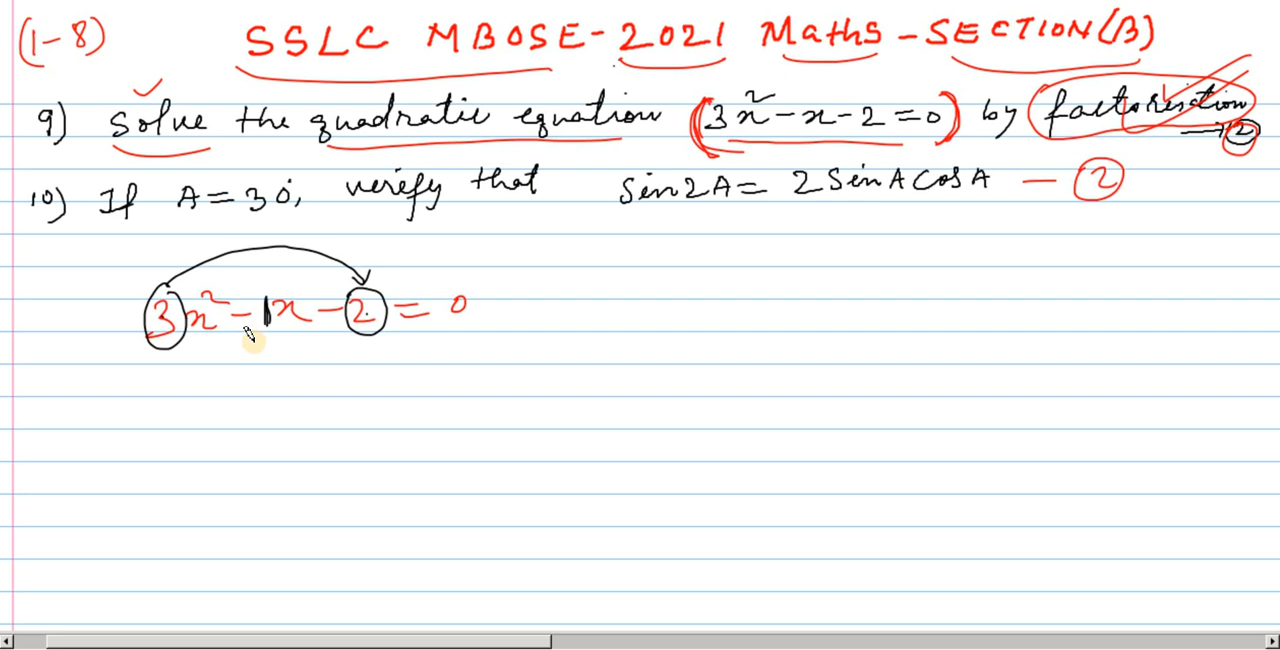 (1-8) SSLC MBOSE-2021 Maths-SECTION(B)
9) Solve the quadratic equation (3x²-x-2=0) by factorisation → (2)
10) If A=30°, verify that Sin2A= 2SinACosA — (2)
3x²-1x-2=0